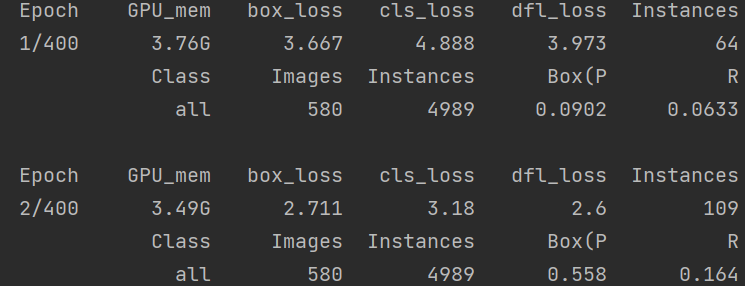 Epoch GPU_mem box_loss cls_loss dfl_loss Instances
1/400 3.76G 3.667 4.888 3.973 64
Class Images Instances Box(P R
all 580 4989 0.0902 0.0633
Epoch GPU_mem box_loss cls_loss dfl_loss Instances
2/400 3.49G 2.711 3.18 2.6 109
Class Images Instances Box(P R
all 580 4989 0.558 0.164